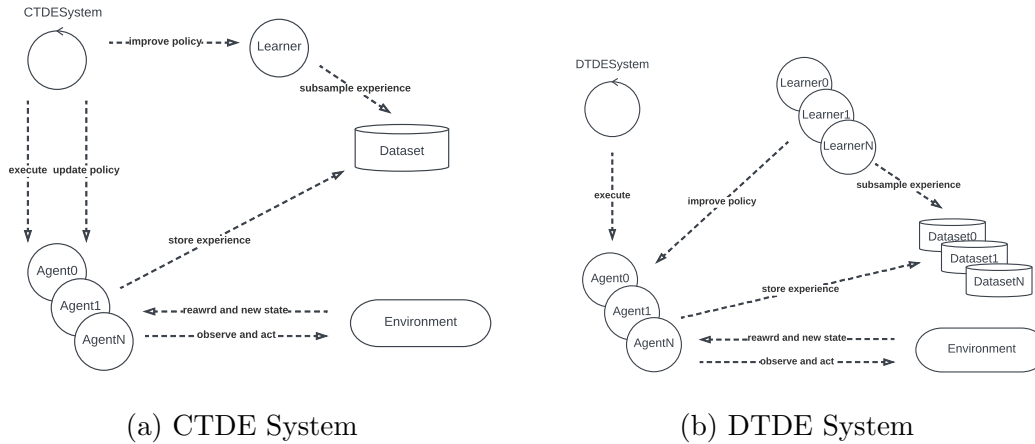 CTDESystem
improve policy
Learner
subsample experience
Dataset
execute
update policy
store experience
Agent0
Agent1
AgentN
reawrd and new state
observe and act
Environment
(a) CTDE System
DTDESystem
Learner0
Learner1
LearnerN
subsample experience
execute
improve policy
Dataset0
Dataset1
DatasetN
Agent0
Agent1
AgentN
store experience
reawrd and new state
observe and act
Environment
(b) DTDE System